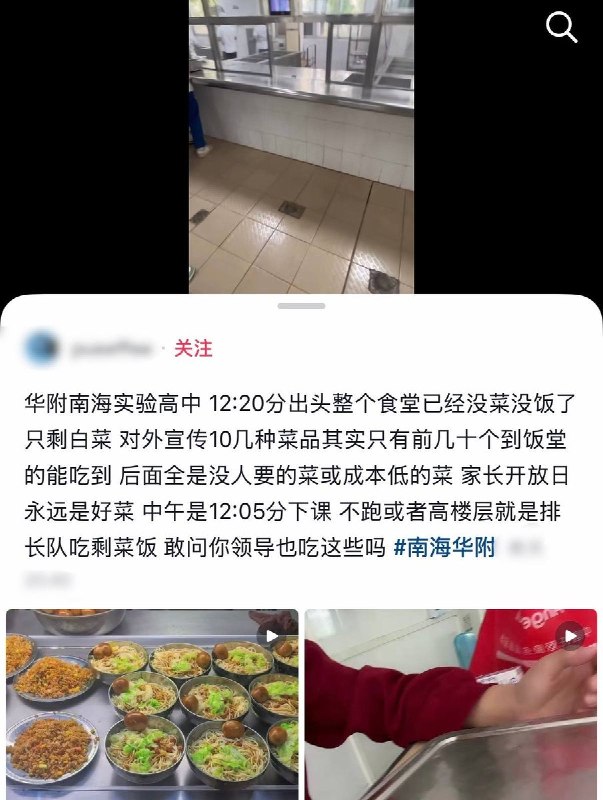 关注
华附南海实验高中 12:20分出头整个食堂已经没菜没饭了
只剩白菜 对外宣传10几种菜品其实只有前几十个到饭堂
的能吃到 后面全是没人要的菜或成本低的菜 家长开放日
永远是好菜 中午是12:05分下课 不跑或者高楼层就是排
长队吃剩菜饭 敢问你领导也吃这些吗 #南海华附